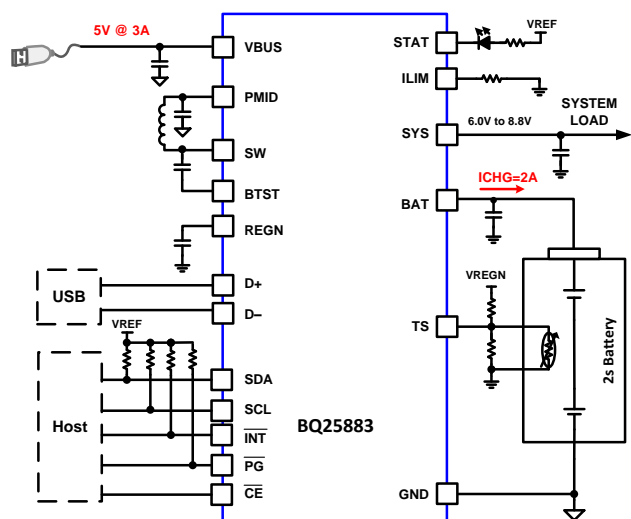 5V @ 3A
VBUS
PMID
SW
BTST
REGN
USB
D+
D–
VREF
Host
SDA
SCL
INT
PG
CE
BQ25883
STAT
VREF
ILIM
SYS
6.0V to 8.8V
SYSTEM
LOAD
ICHG=2A
BAT
VREGN
TS
2s Battery
GND